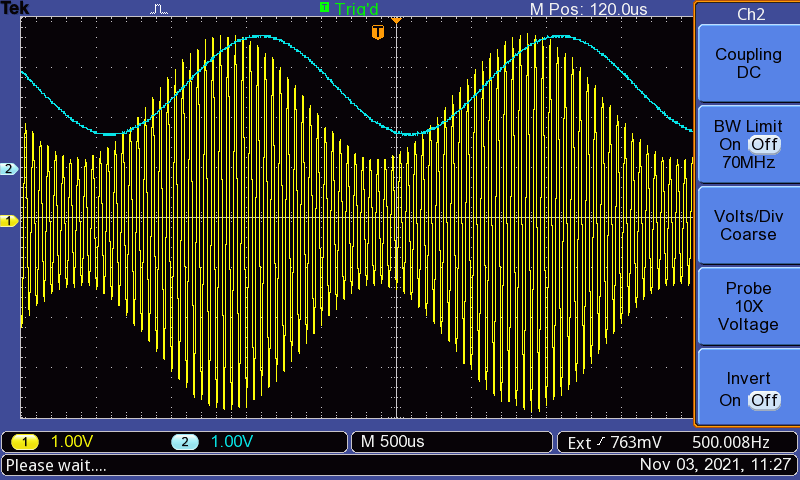 Tek Trig'd M Pos: 120.0us
Ch2
T
Coupling
DC
BW Limit
On Off
70MHz
2
1
Volts/Div
Coarse
Probe
10X
Voltage
Invert
On Off
1 1.00V 2 1.00V M 500us Ext 763mV 500.008Hz
Please wait.... Nov 03, 2021, 11:27